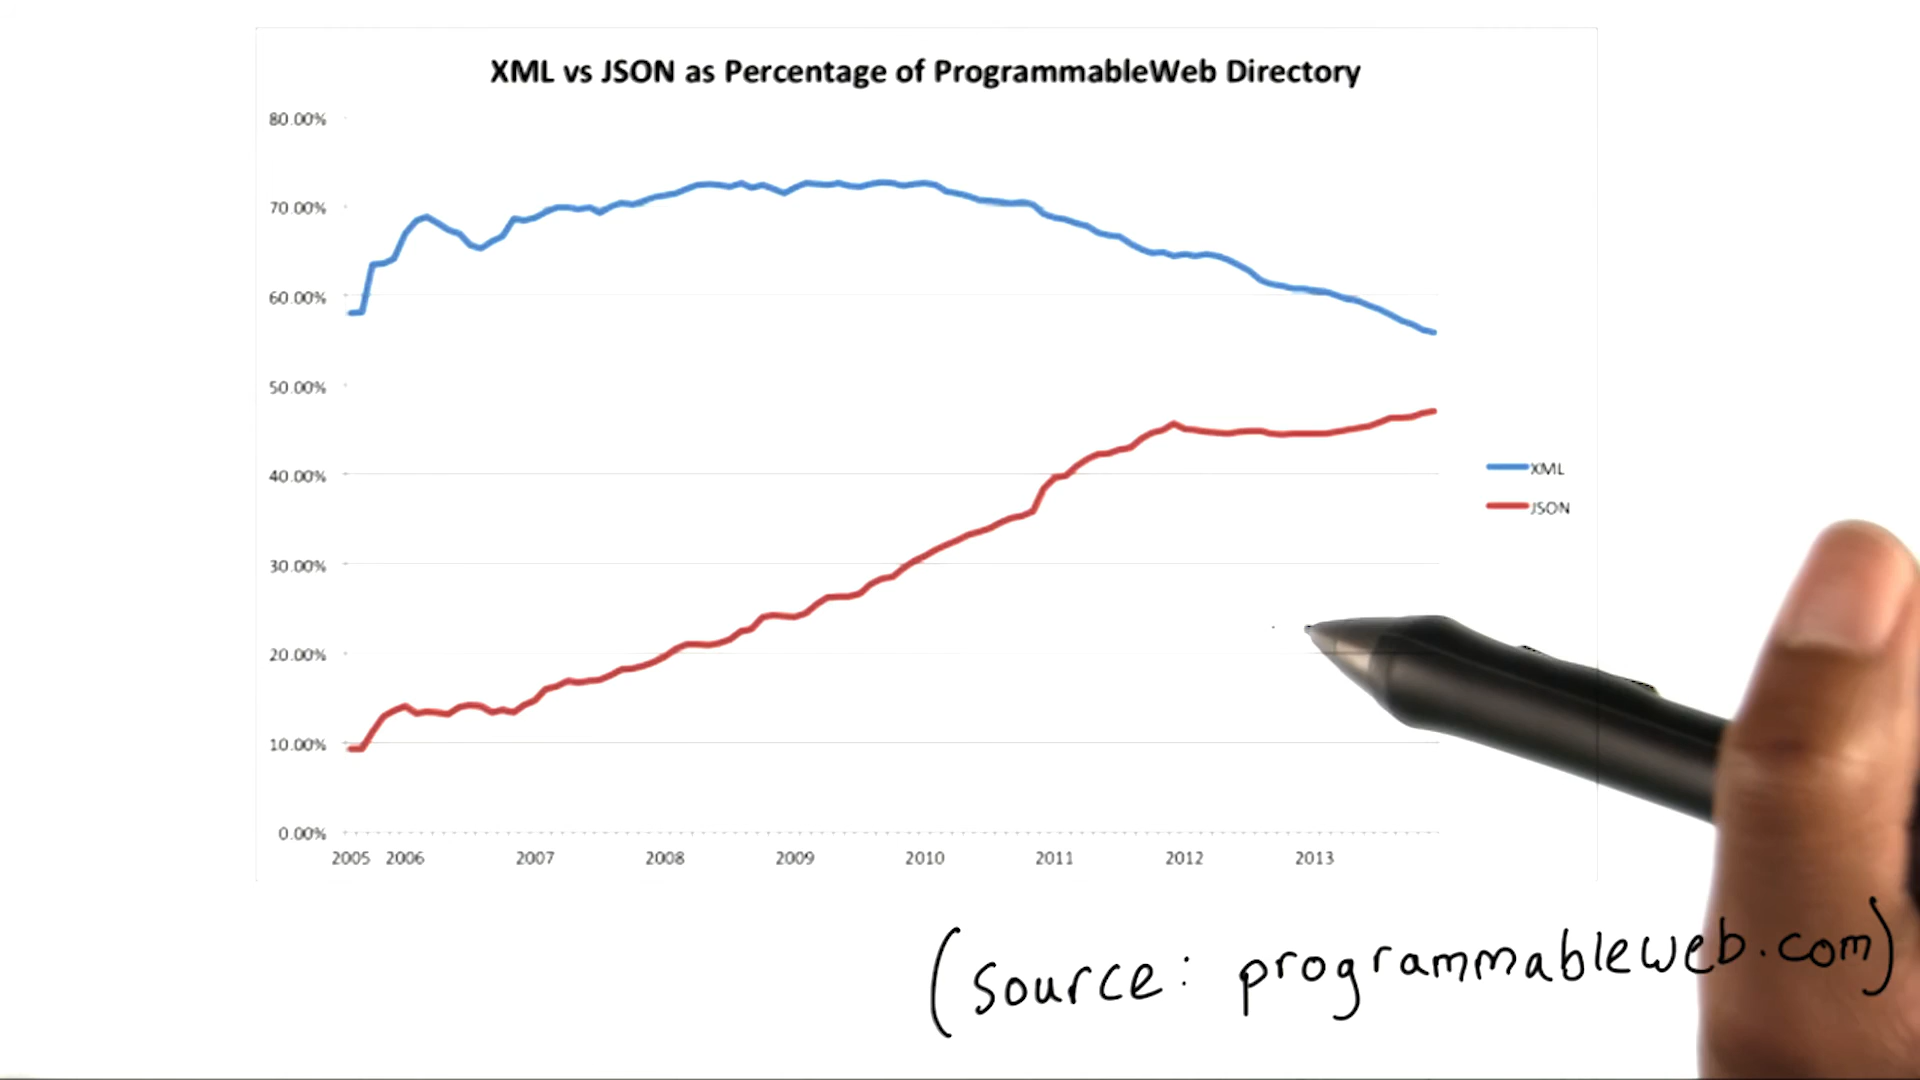 XML vs JSON as Percentage of ProgrammableWeb Directory
80.00%
70.00%
60.00%
50.00%
40.00%
30.00%
20.00%
10.00%
0.00%
2005 2006 2007 2008 2009 2010 2011 2012 2013
XML
JSON
(source: programmableweb.com)